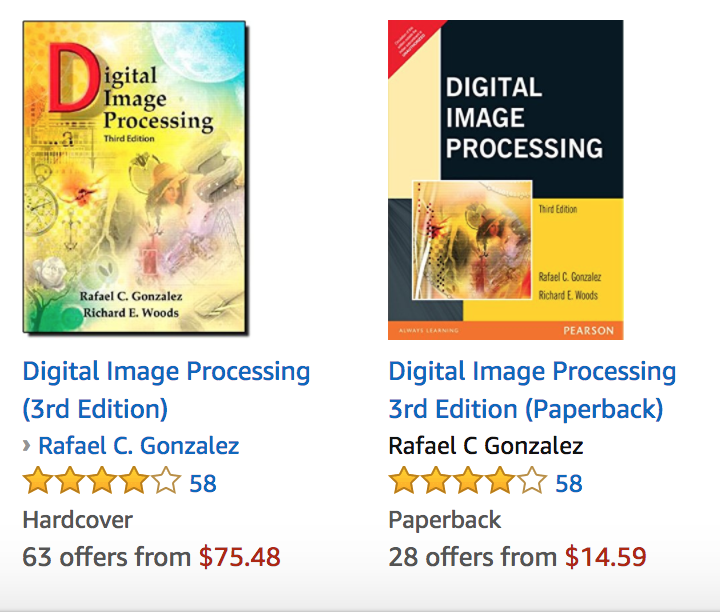 Digital
Image
Processing
Third Edition
Rafael C. Gonzalez
Richard E. Woods
Digital Image Processing
(3rd Edition)
› Rafael C. Gonzalez
58
Hardcover
63 offers from $75.48
DIGITAL
IMAGE
PROCESSING
Third Edition
Rafael C. Gonzalez
Richard E. Woods
ALWAYS LEARNING
PEARSON
Digital Image Processing
3rd Edition (Paperback)
Rafael C Gonzalez
58
Paperback
28 offers from $14.59